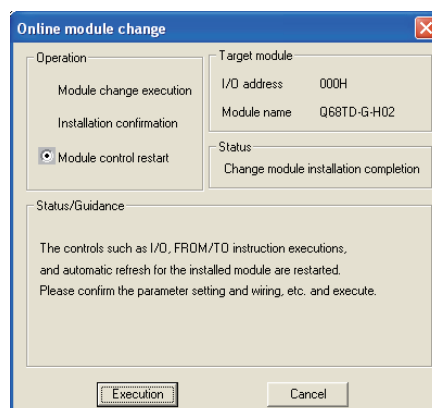 Online module change
Operation
Module change execution
Installation confirmation
Module control restart
Target module
I/O address 000H
Module name Q68TD-G-H02
Status
Change module installation completion
Status/Guidance
The controls such as I/O, FROM/TO instruction executions,
and automatic refresh for the installed module are restarted.
Please confirm the parameter setting and wiring, etc. and execute.
Execution Cancel